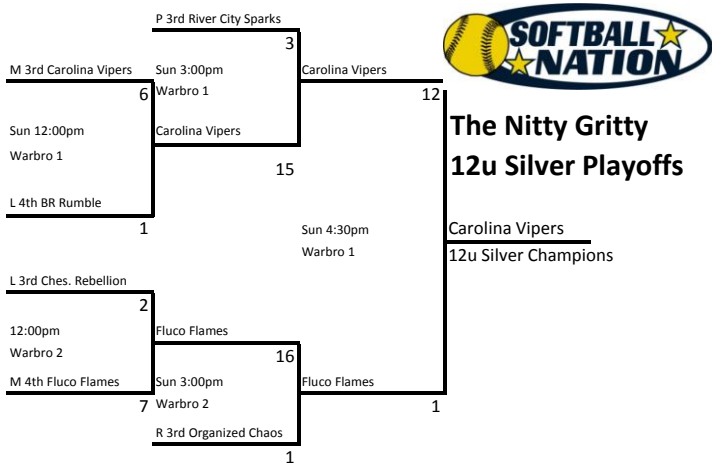 P 3rd River City Sparks
3
SOFTBALL
NATION
M 3rd Carolina Vipers
Sun 3:00pm
Carolina Vipers
6
Warbro 1
12
The Nitty Gritty
12u Silver Playoffs
Sun 12:00pm
Carolina Vipers
Warbro 1
15
L 4th BR Rumble
1
Sun 4:30pm
Warbro 1
Carolina Vipers
12u Silver Champions
L 3rd Ches. Rebellion
2
12:00pm
Fluco Flames
Warbro 2
16
M 4th Fluco Flames
Sun 3:00pm
Fluco Flames
7
Warbro 2
1
R 3rd Organized Chaos
1